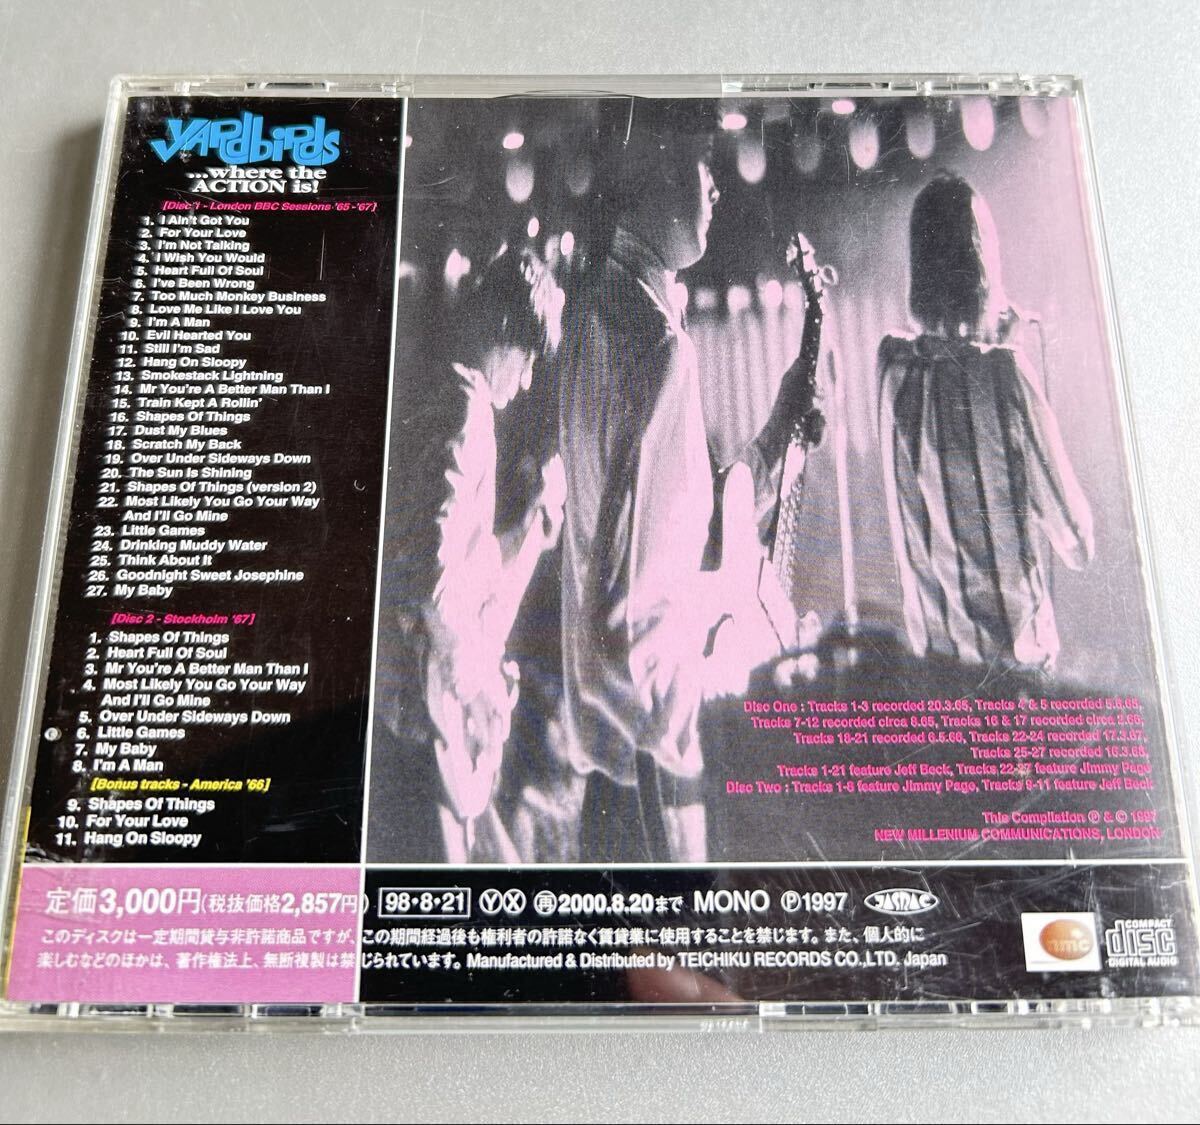 YARDBIRDS
...where the
ACTION is!
[Disc 1 - London BBC Sessions '65-'67]
1. I Ain't Got You
2. For Your Love
3. I'm Not Talking
4. I Wish You Would
5. Heart Full Of Soul
6. I've Been Wrong
7. Too Much Monkey Business
8. Love Me Like I Love You
9. I'm A Man
10. Evil Hearted You
11. Still I'm Sad
12. Hang On Sloopy
13. Smokestack Lightning
14. Mr You're A Better Man Than I
15. Train Kept A Rollin'
16. Shapes Of Things
17. Dust My Blues
18. Scratch My Back
19. Over Under Sideways Down
20. The Sun Is Shining
21. Shapes Of Things (version 2)
22. Most Likely You Go Your Way
And I'll Go Mine
23. Little Games
24. Drinking Muddy Water
25. Think About It
26. Goodnight Sweet Josephine
27. My Baby
[Disc 2 - Stockholm '67]
1. Shapes Of Things
2. Heart Full Of Soul
3. Mr You're A Better Man Than I
4. Most Likely You Go Your Way
And I'll Go Mine
5. Over Under Sideways Down
6. Little Games
7. My Baby
8. I'm A Man
[Bonus tracks - America '66]
9. Shapes Of Things
10. For Your Love
11. Hang On Sloopy
Disc One : Tracks 1-3 recorded 20.3.65, Tracks 4 & 5 recorded 5.6.65,
Tracks 7-12 recorded circa 8.65, Tracks 16 & 17 recorded circa 2.66,
Tracks 18-21 recorded 6.5.66, Tracks 22-24 recorded 17.3.67,
Tracks 25-27 recorded 16.3.68,
Tracks 1-21 feature Jeff Beck, Tracks 22-27 feature Jimmy Page
Disc Two : Tracks 1-8 feature Jimmy Page, Tracks 9-11 feature Jeff Beck
This Compilation ℗ & © 1997
NEW MILLENIUM COMMUNICATIONS, LONDON
定価3,000円(税抜価格2,857円) 98・8・21 ⓎⓍ ㊢2000.8.20まで MONO ℗1997 JASRAC
このディスクは一定期間貸与非許諾商品ですが、この期間経過後も権利者の許諾なく賃貸業に使用することを禁じます。また、個人的に
楽しむなどのほかは、著作権法上、無断複製は禁じられています。Manufactured & Distributed by TEICHIKU RECORDS CO.,LTD. Japan
nmc
COMPACT
disc
DIGITAL AUDIO